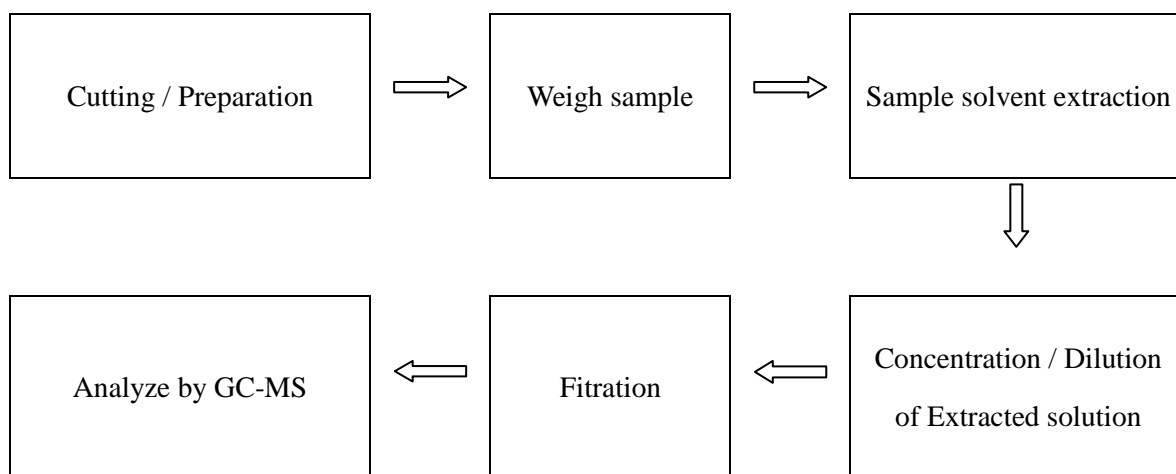 Cutting / Preparation
Weigh sample
Sample solvent extraction
Concentration / Dilution
of Extracted solution
Fitration
Analyze by GC-MS